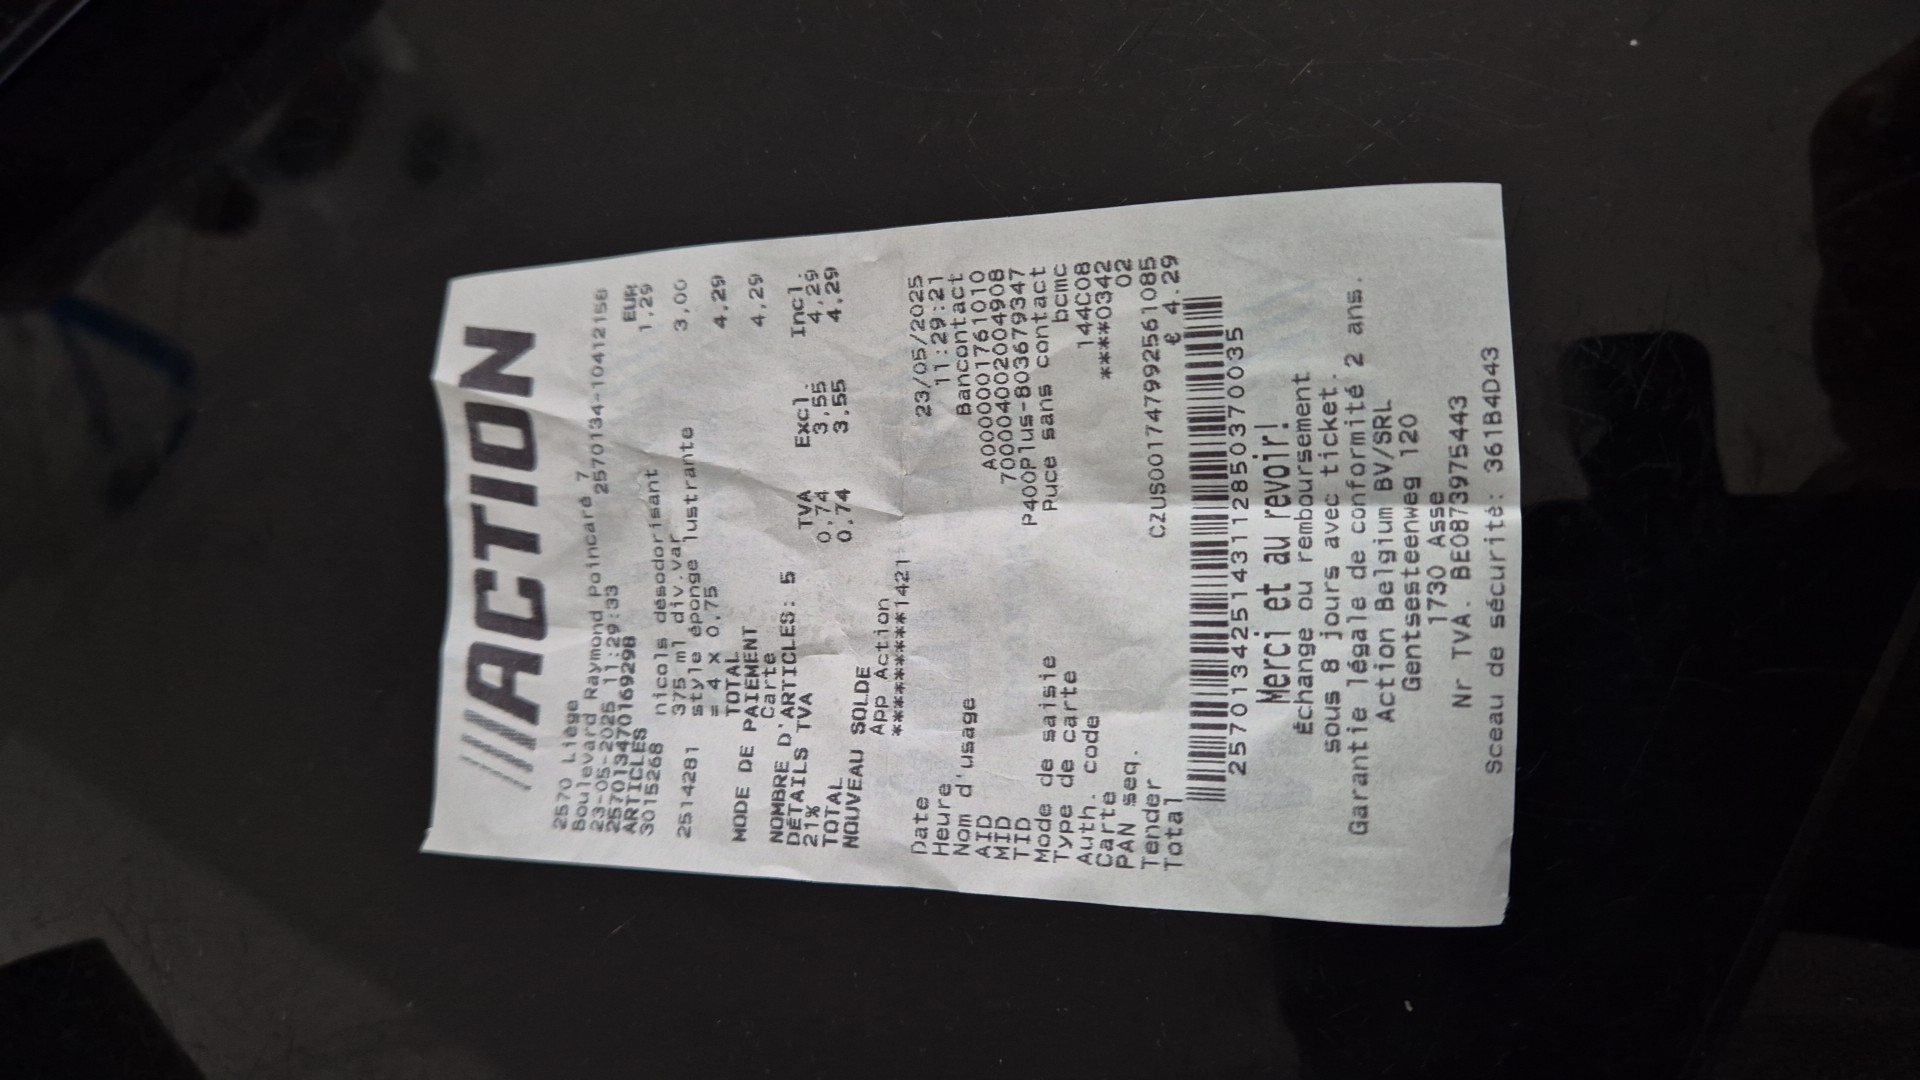 ACTION
2570 Liège
Boulevard Raymond Poincaré 7
23-05-2025 11:29:33 2570134-10412158
257013470169298
ARTICLES EUR
3015268 nicols désodorisant 1,29
375 ml div.var
2514281 style éponge lustrante 3,00
= 4 x 0,75
TOTAL 4,29
MODE DE PAIEMENT
Carte 4,29
NOMBRE D'ARTICLES: 5
DÉTAILS TVA TVA Excl. Incl.
21% 0,74 3,55 4,29
TOTAL 0,74 3,55 4,29
NOUVEAU SOLDE
App Action
**********1421
Date 23/05/2025
Heure 11:29:21
Nom d'usage Bancontact
AID A0000001761010
MID 700004002004908
TID P400Plus-803679347
Mode de saisie Puce sans contact
Type de carte bcmc
Auth. code 144C08
Carte ****0342
PAN seq. 02
Tender CZUS001747992561085
Total € 4.29
2570134251431128503700​35
Merci et au revoir!
Échange ou remboursement
sous 8 jours avec ticket.
Garantie légale de conformité 2 ans.
Action Belgium BV/SRL
Gentsesteenweg 120
1730 Asse
Nr TVA. BE0873975443
Sceau de sécurité: 361B4D43